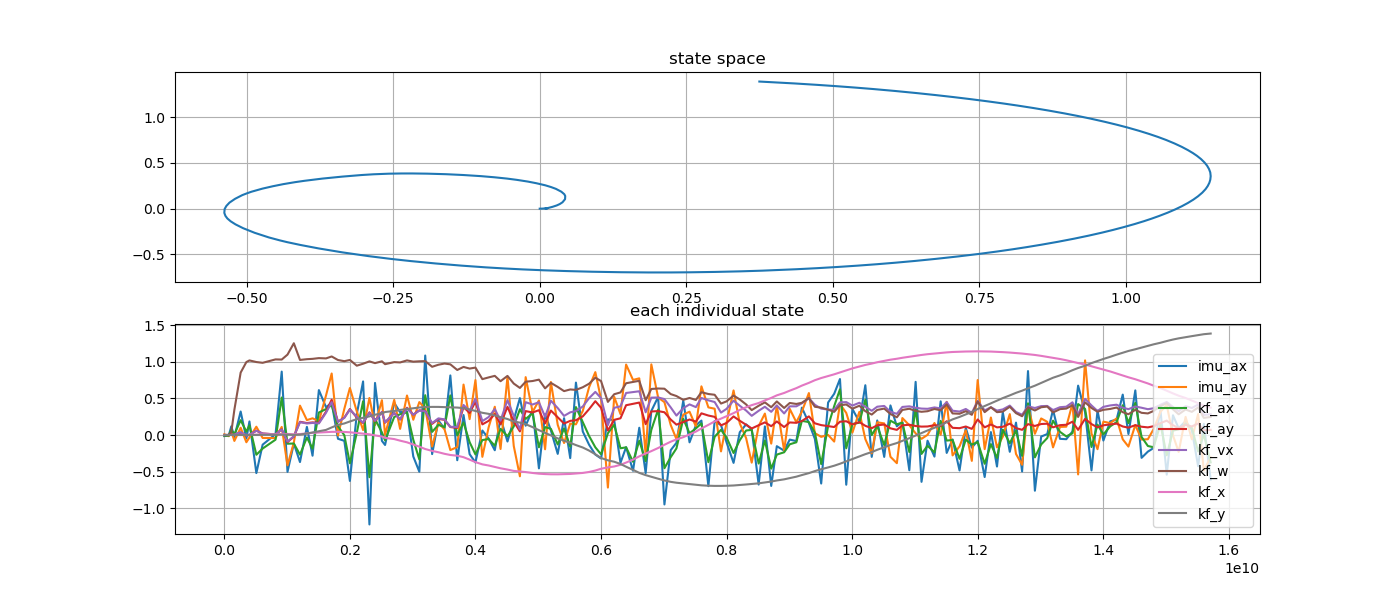 state space
1.0
0.5
0.0
−0.5
−0.50 −0.25 0.00 0.25 0.50 0.75 1.00
each individual state
1.5
1.0
0.5
0.0
−0.5
−1.0
imu_ax
imu_ay
kf_ax
kf_ay
kf_vx
kf_w
kf_x
kf_y
0.0 0.2 0.4 0.6 0.8 1.0 1.2 1.4 1.6
1e10